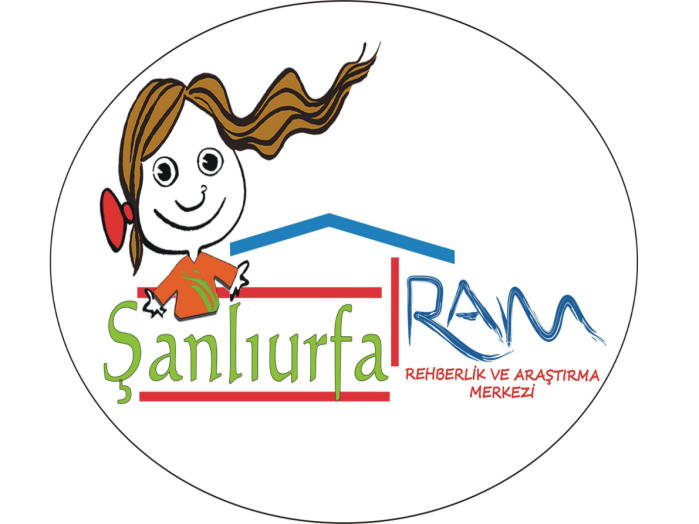 Şanlıurfa
RAM
REHBERLİK VE ARAŞTIRMA
MERKEZİ